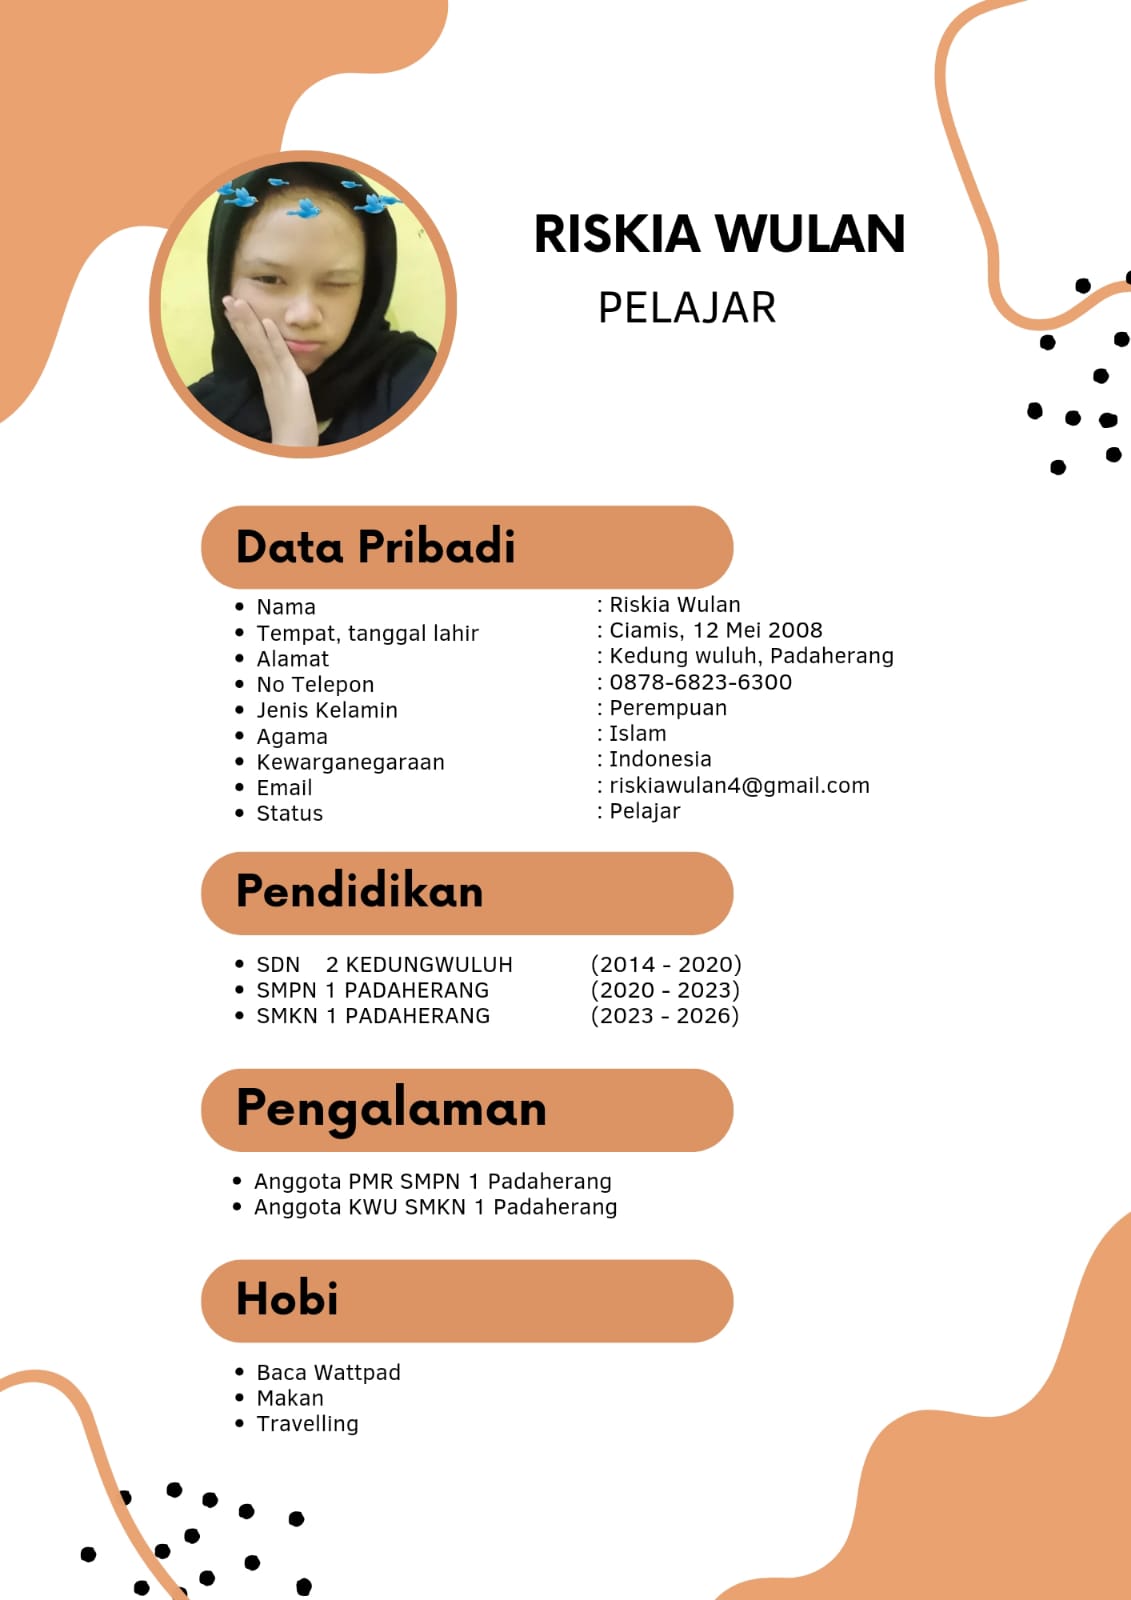 RISKIA WULAN
PELAJAR
Data Pribadi
• Nama : Riskia Wulan
• Tempat, tanggal lahir : Ciamis, 12 Mei 2008
• Alamat : Kedung wuluh, Padaherang
• No Telepon : 0878-6823-6300
• Jenis Kelamin : Perempuan
• Agama : Islam
• Kewarganegaraan : Indonesia
• Email : riskiawulan4@gmail.com
• Status : Pelajar
Pendidikan
• SDN 2 KEDUNGWULUH (2014 - 2020)
• SMPN 1 PADAHERANG (2020 - 2023)
• SMKN 1 PADAHERANG (2023 - 2026)
Pengalaman
• Anggota PMR SMPN 1 Padaherang
• Anggota KWU SMKN 1 Padaherang
Hobi
• Baca Wattpad
• Makan
• Travelling